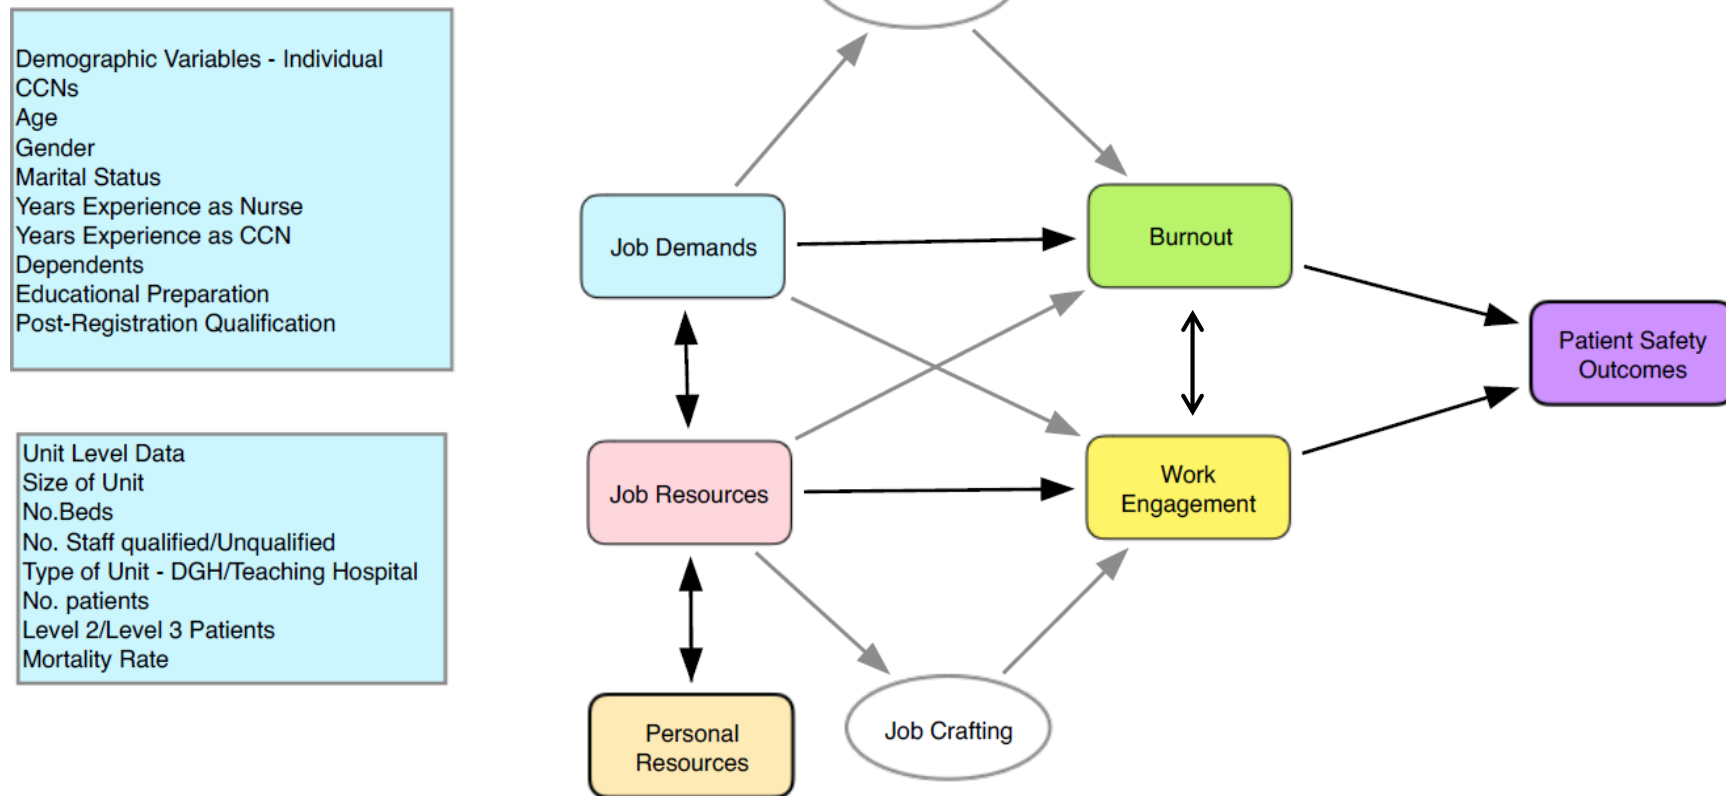 Demographic Variables - Individual
CCNs
Age
Gender
Marital Status
Years Experience as Nurse
Years Experience as CCN
Dependents
Educational Preparation
Post-Registration Qualification
Unit Level Data
Size of Unit
No.Beds
No. Staff qualified/Unqualified
Type of Unit - DGH/Teaching Hospital
No. patients
Level 2/Level 3 Patients
Mortality Rate
Job Demands
Burnout
Patient Safety
Outcomes
Job Resources
Work
Engagement
Personal
Resources
Job Crafting